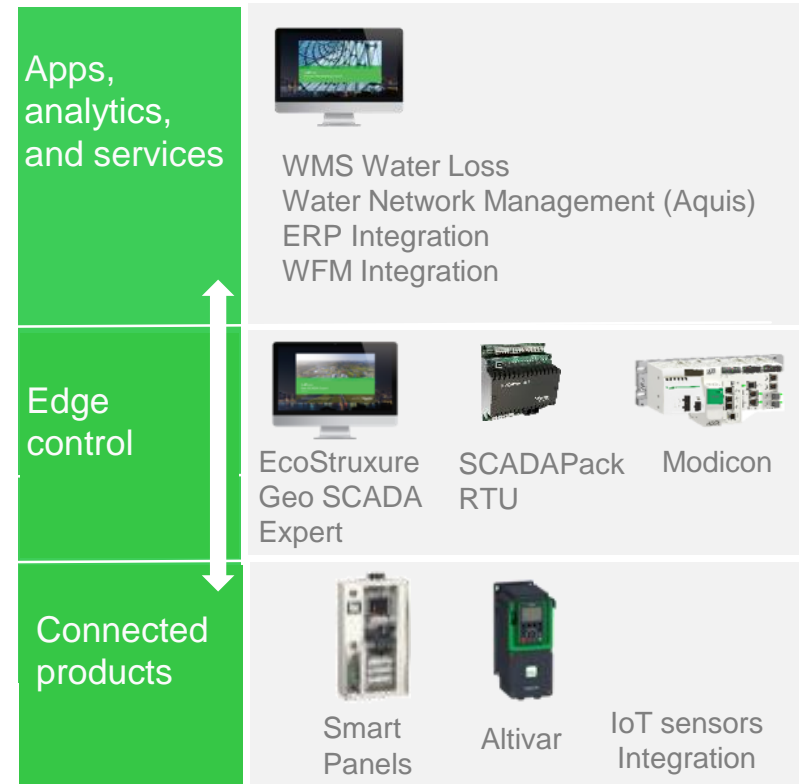 Apps,
analytics,
and services
WMS Water Loss
Water Network Management (Aquis)
ERP Integration
WFM Integration
Edge
control
EcoStruxure
Geo SCADA
Expert
SCADAPack
RTU
Modicon
Connected
products
Smart
Panels
Altivar
IoT sensors
Integration